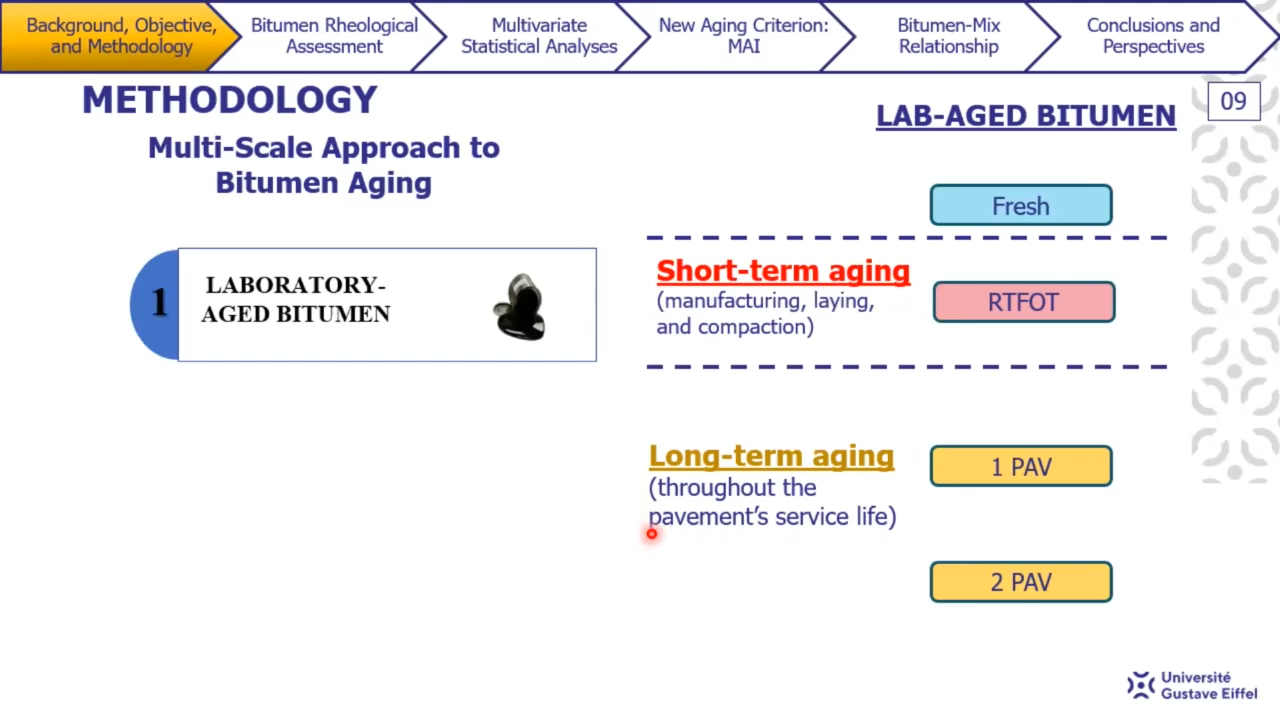 Background, Objective,
and Methodology
Bitumen Rheological
Assessment
Multivariate
Statistical Analyses
New Aging Criterion:
MAI
Bitumen-Mix
Relationship
Conclusions and
Perspectives
METHODOLOGY
09
LAB-AGED BITUMEN
Multi-Scale Approach to
Bitumen Aging
Fresh
1
LABORATORY-
AGED BITUMEN
Short-term aging
(manufacturing, laying,
and compaction)
RTFOT
Long-term aging
(throughout the
pavement’s service life)
1 PAV
2 PAV
Université
Gustave Eiffel